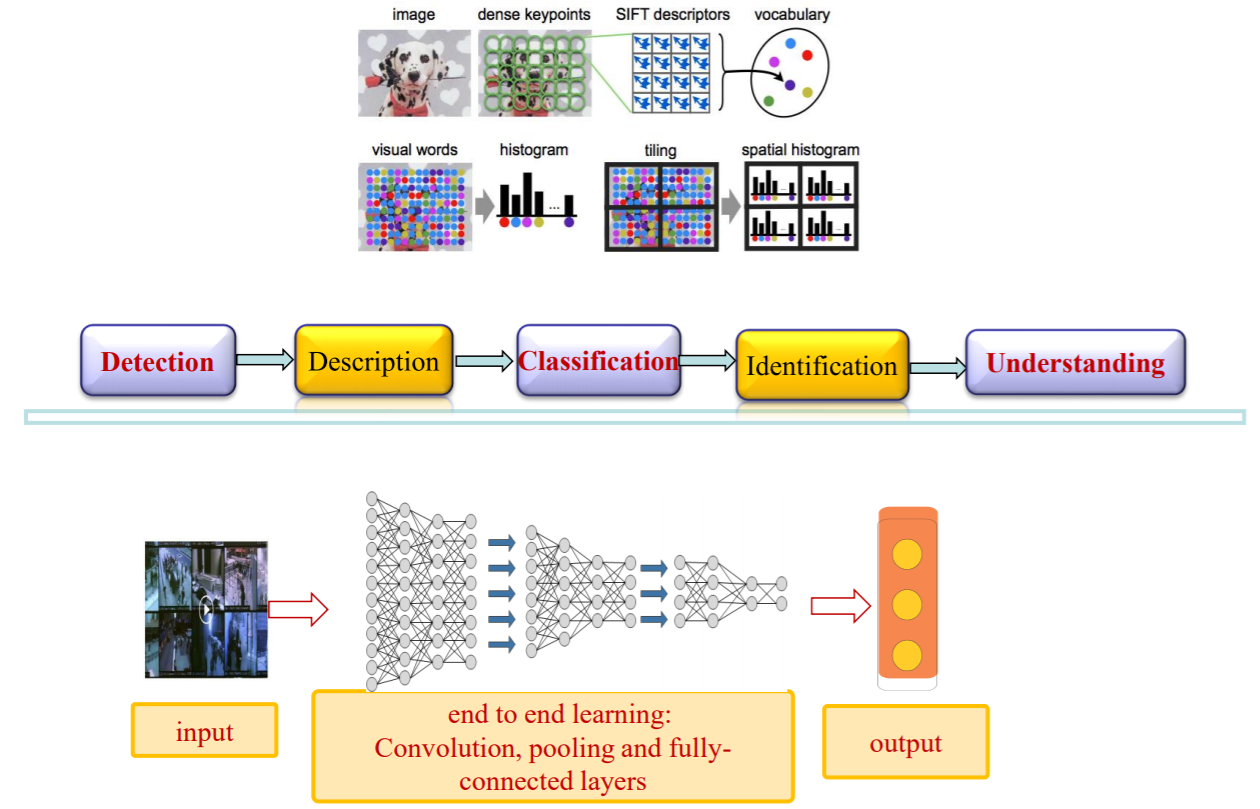 image
dense keypoints
SIFT descriptors
vocabulary
visual words
histogram
tiling
spatial histogram
...
...
...
...
...
Detection
Description
Classification
Identification
Understanding
input
end to end learning:
Convolution, pooling and fully-
connected layers
output